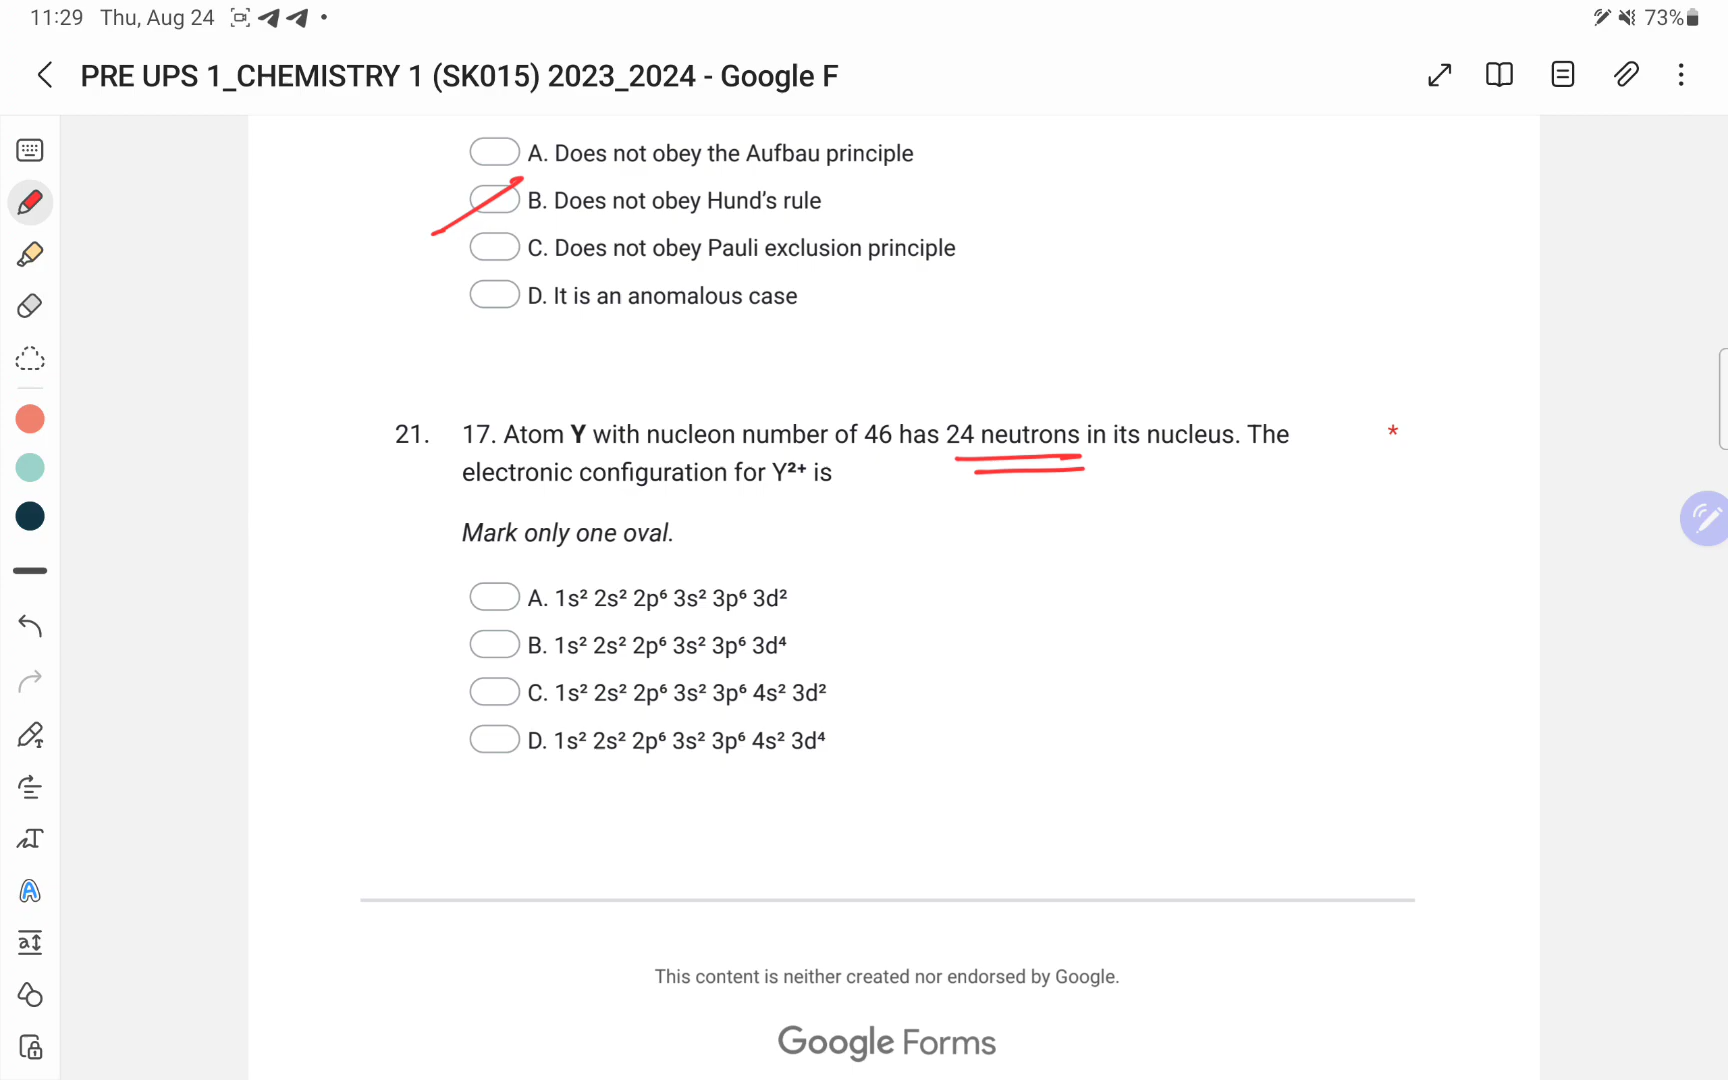 11:29 Thu, Aug 24 •
73%
PRE UPS 1_CHEMISTRY 1 (SK015) 2023_2024 - Google F
A. Does not obey the Aufbau principle
B. Does not obey Hund's rule
C. Does not obey Pauli exclusion principle
D. It is an anomalous case
21. 17. Atom Y with nucleon number of 46 has 24 neutrons in its nucleus. The *
electronic configuration for Y²⁺ is
Mark only one oval.
A. 1s² 2s² 2p⁶ 3s² 3p⁶ 3d²
B. 1s² 2s² 2p⁶ 3s² 3p⁶ 3d⁴
C. 1s² 2s² 2p⁶ 3s² 3p⁶ 4s² 3d²
D. 1s² 2s² 2p⁶ 3s² 3p⁶ 4s² 3d⁴
This content is neither created nor endorsed by Google.
Google Forms